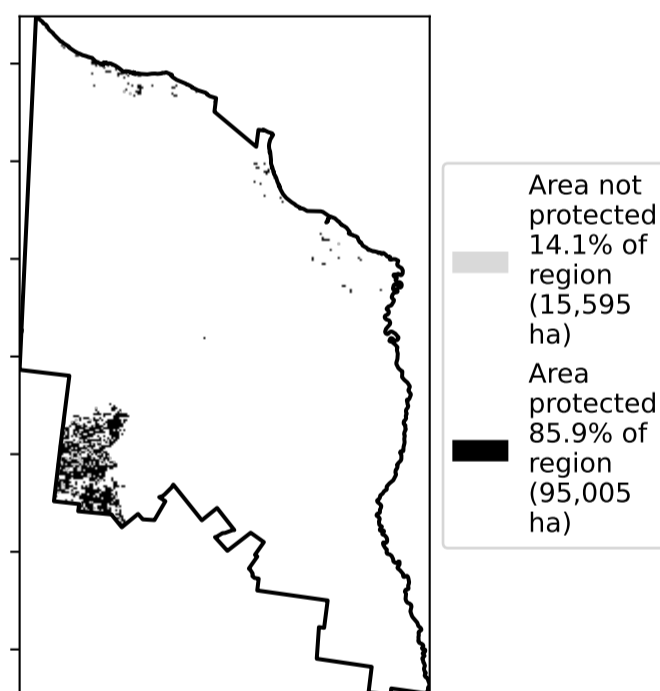 Area not
protected
14.1% of
region
(15,595
ha)
Area
protected
85.9% of
region
(95,005
ha)